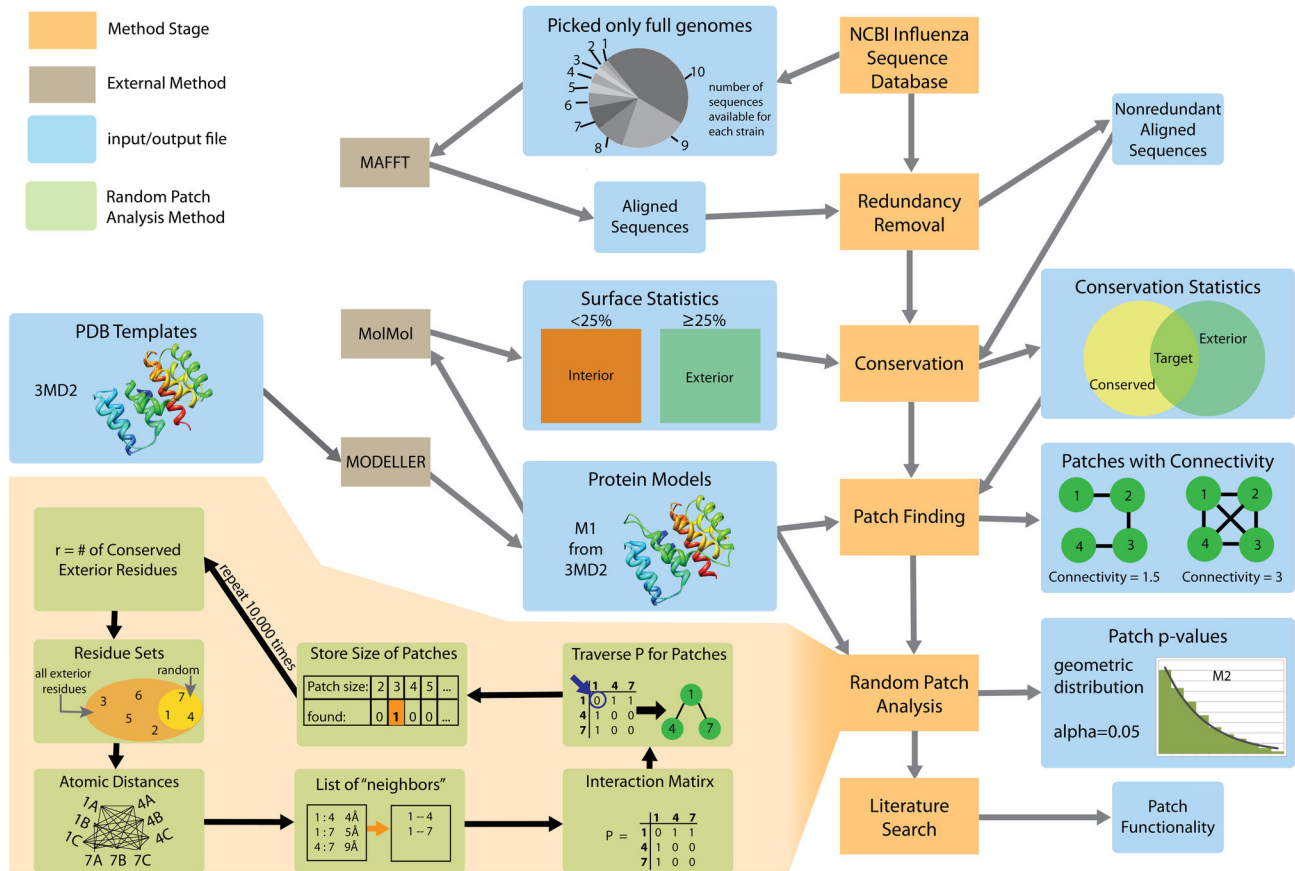 Method Stage
External Method
input/output file
Random Patch
Analysis Method
Picked only full genomes
1
2
3
4
5
6
7
8
9
10
number of
sequences
available for
each strain
NCBI Influenza
Sequence
Database
Nonredundant
Aligned
Sequences
MAFFT
Aligned
Sequences
Redundancy
Removal
PDB Templates
3MD2
MolMol
MODELLER
Surface Statistics
<25%
≥25%
Interior
Exterior
Conservation
Conservation Statistics
Conserved
Target
Exterior
Protein Models
M1
from
3MD2
Patch Finding
Patches with Connectivity
1 2
4 3
Connectivity = 1.5
1 2
4 3
Connectivity = 3
r = # of Conserved
Exterior Residues
repeat 10,000 times
Residue Sets
all exterior
residues
random
3 6 5 2 7 1 4
Store Size of Patches
Patch size: 2 3 4 5 ...
found: 0 1 0 0 ...
Traverse P for Patches
1 4 7
1 0 1 1
4 1 0 0
7 1 0 0
1
4 7
Random Patch
Analysis
Patch p-values
geometric
distribution
alpha=0.05
M2
Atomic Distances
1A 4A
1B 4B
1C 4C
7A 7B 7C
List of "neighbors"
1 : 4 4Å
1 : 7 5Å
4 : 7 9Å
1 -- 4
1 -- 7
Interaction Matirx
P =
1 4 7
1 0 1 1
4 1 0 0
7 1 0 0
Literature
Search
Patch
Functionality